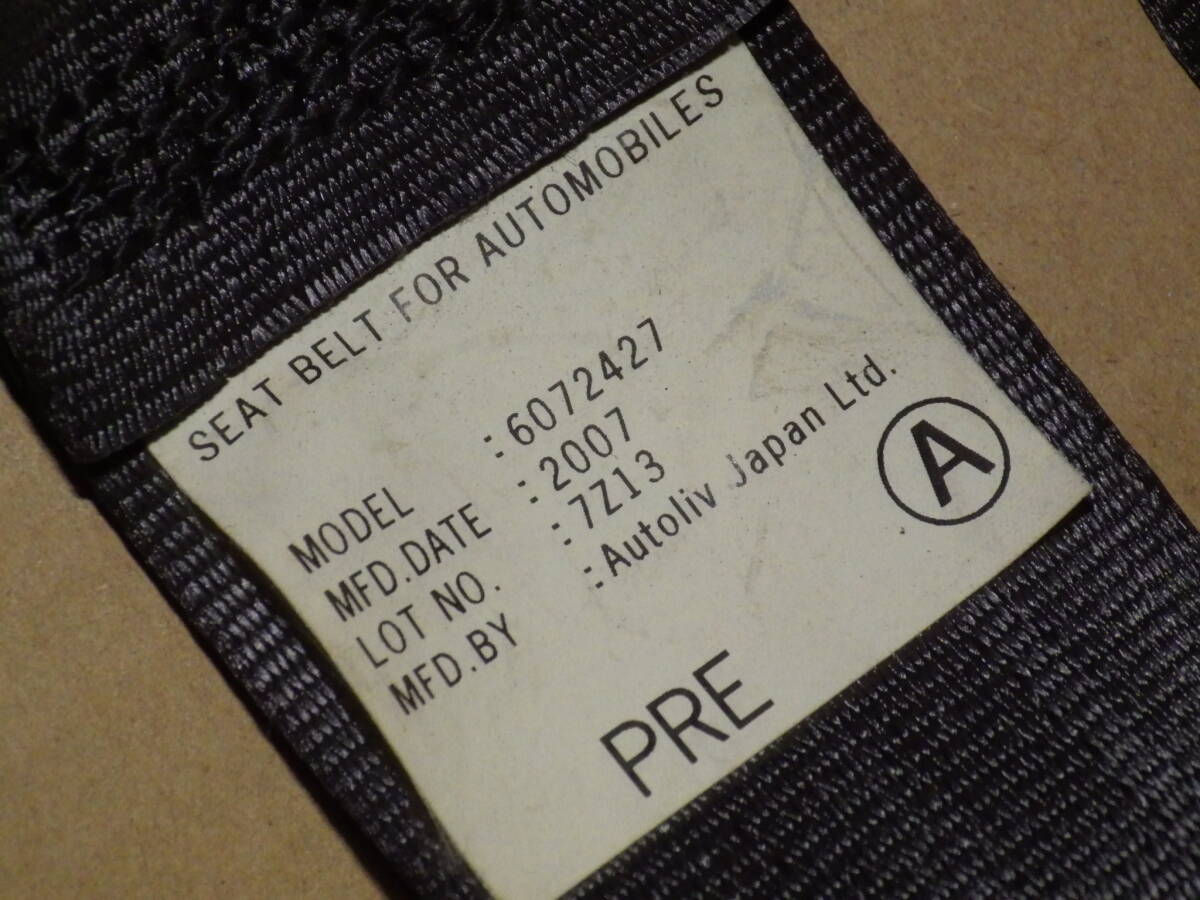 SEAT BELT FOR AUTOMOBILES
MODEL : 6072427
MFD.DATE : 2007
LOT NO. : 7Z13
MFD.BY : Autoliv Japan Ltd.
A
PRE